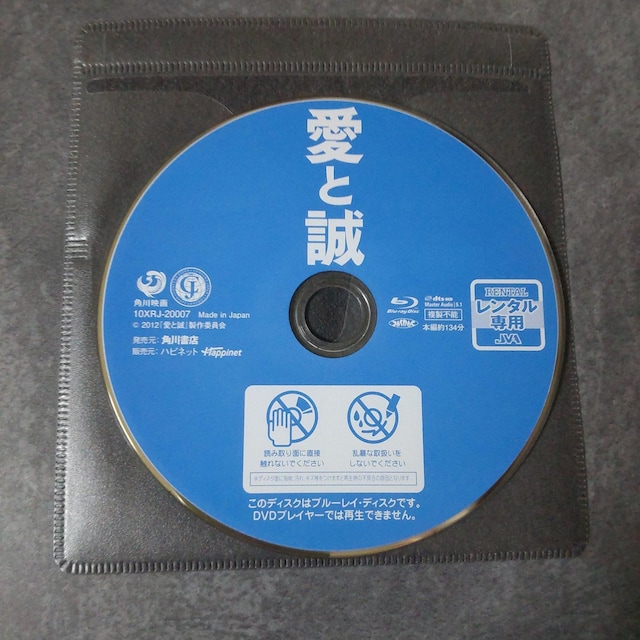 愛と誠
角川映画
10XRJ-20007 Made in Japan
© 2012「愛と誠」製作委員会
発売元: 角川書店
販売元: ハピネット Happinet
Blu-ray Disc
dts HD
Master Audio 5.1
複製不能
本編約134分
RENTAL
レンタル
専用
JVA
読み取り面に直接
触れないでください
乱暴な取扱いを
しないでください
このディスクはブルーレイ・ディスクです。
DVDプレイヤーでは再生できません。